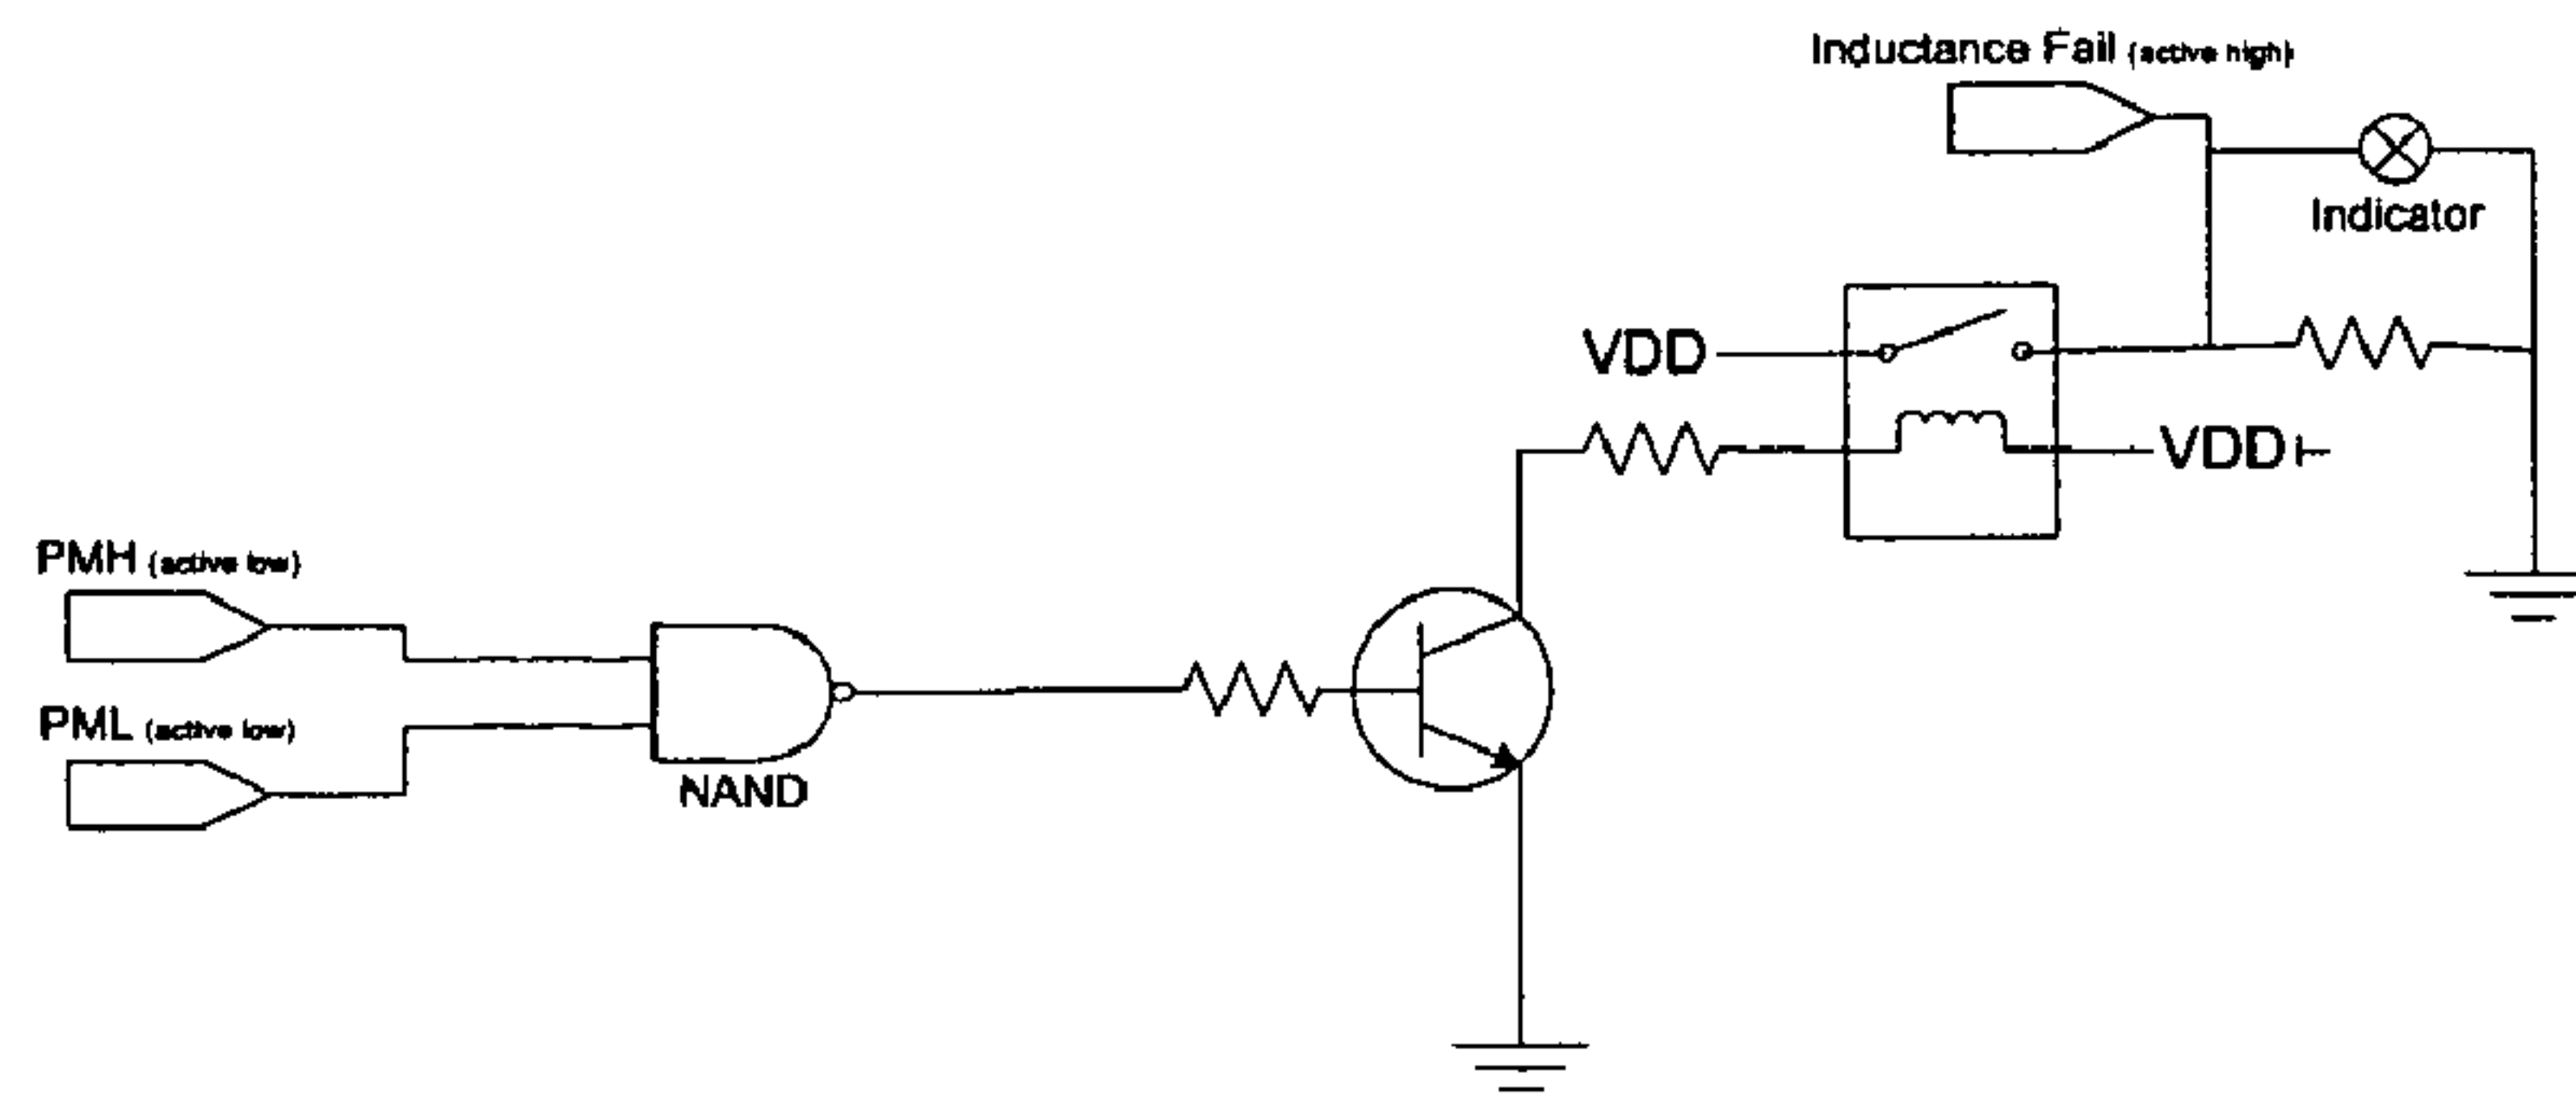 Inductance Fail (active high)
Indicator
VDD
VDD
PMH (active low)
PML (active low)
NAND